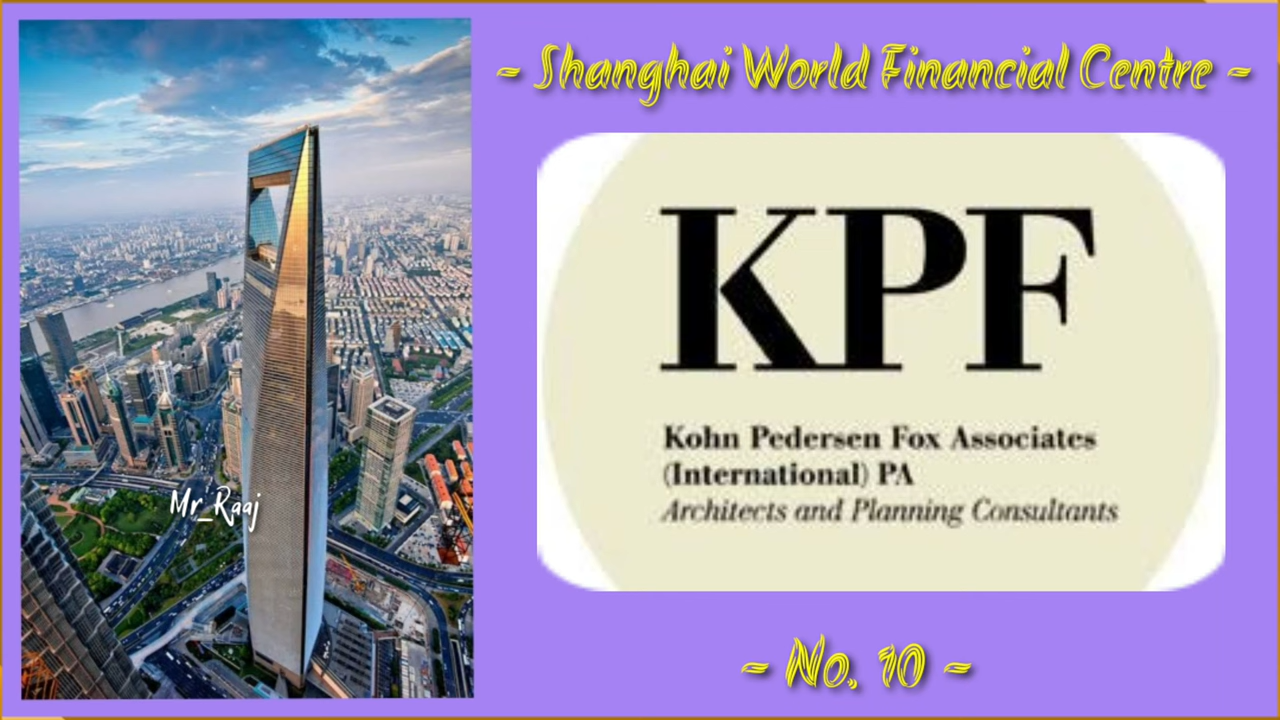 ~ Shanghai World Financial Centre ~
KPF
Kohn Pedersen Fox Associates
(International) PA
Architects and Planning Consultants
Mr_Raaj
~ No. 10 ~